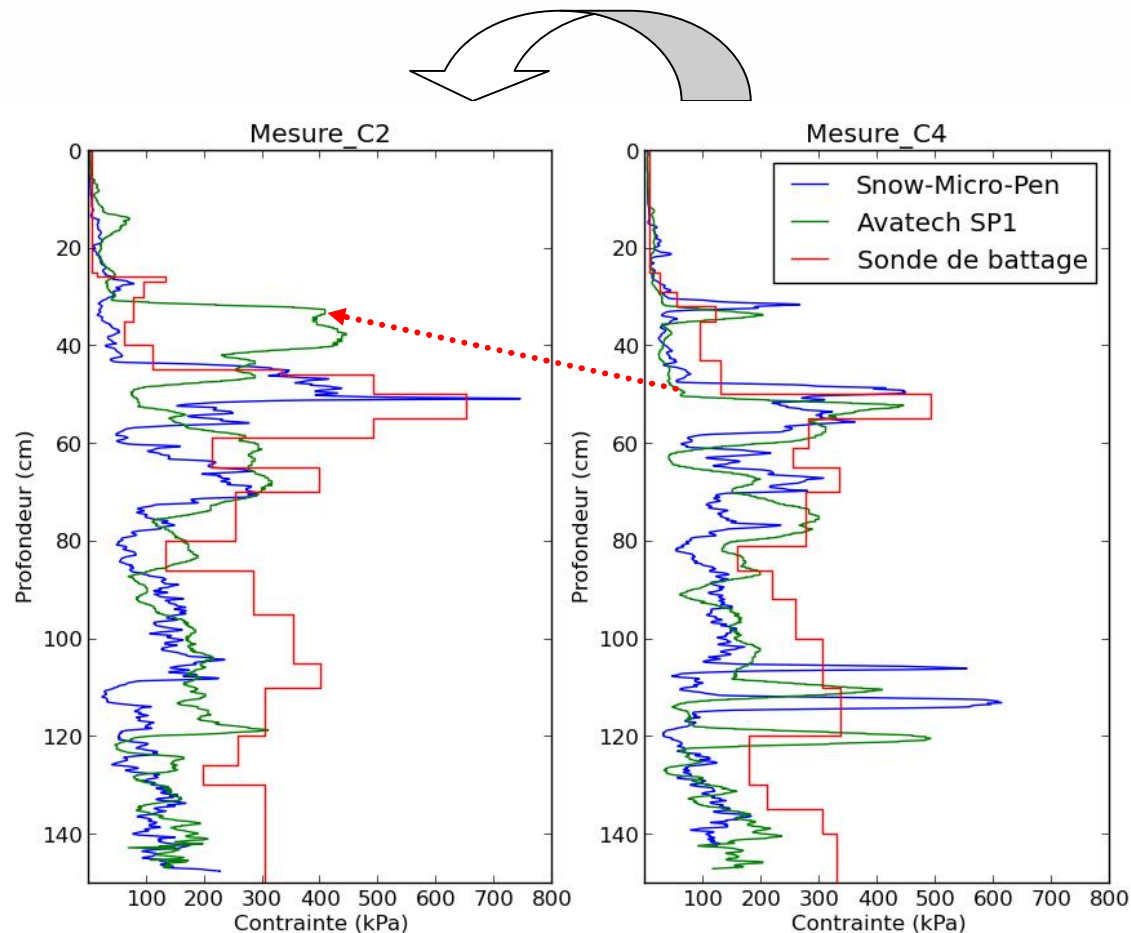 Mesure_C2
Mesure_C4
0
20
40
60
80
100
120
140
Profondeur (cm)
100 200 300 400 500 600 700 800
Contrainte (kPa)
0
20
40
60
80
100
120
140
Profondeur (cm)
100 200 300 400 500 600 700 800
Contrainte (kPa)
Snow-Micro-Pen
Avatech SP1
Sonde de battage